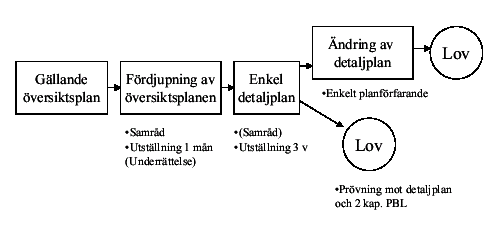 Gällande
översiktsplan
Fördjupning av
översiktsplanen
•Samråd
•Utställning 1 mån
(Underrättelse)
Enkel
detaljplan
•(Samråd)
•Utställning 3 v
Ändring av
detaljplan
•Enkelt planförfarande
Lov
Lov
•Prövning mot detaljplan
och 2 kap. PBL